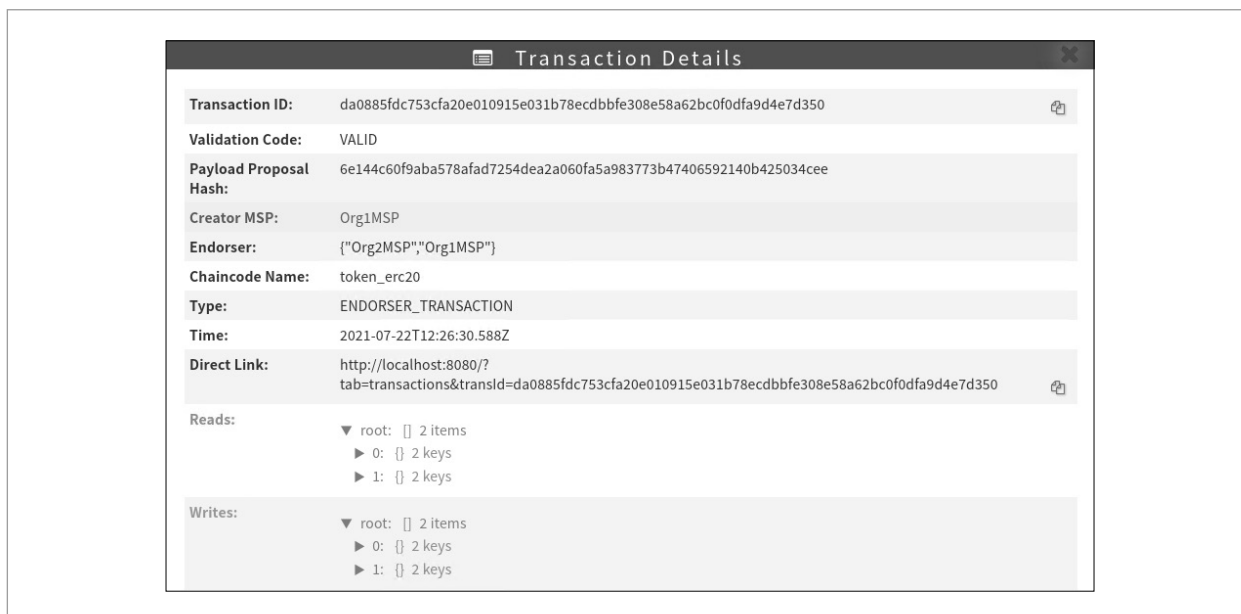 Transaction Details
Transaction ID: da0885fdc753cfa20e010915e031b78ecdbbfe308e58a62bc0f0dfa9d4e7d350
Validation Code: VALID
Payload Proposal 6e144c60f9aba578afad7254dea2a060fa5a983773b47406592140b425034cee
Hash:
Creator MSP: Org1MSP
Endorser: {"Org2MSP","Org1MSP"}
Chaincode Name: token_erc20
Type: ENDORSER_TRANSACTION
Time: 2021-07-22T12:26:30.588Z
Direct Link: http://localhost:8080/?
tab=transactions&transId=da0885fdc753cfa20e010915e031b78ecdbbfe308e58a62bc0f0dfa9d4e7d350
Reads:
▼ root: [] 2 items
▶ 0: {} 2 keys
▶ 1: {} 2 keys
Writes:
▼ root: [] 2 items
▶ 0: {} 2 keys
▶ 1: {} 2 keys